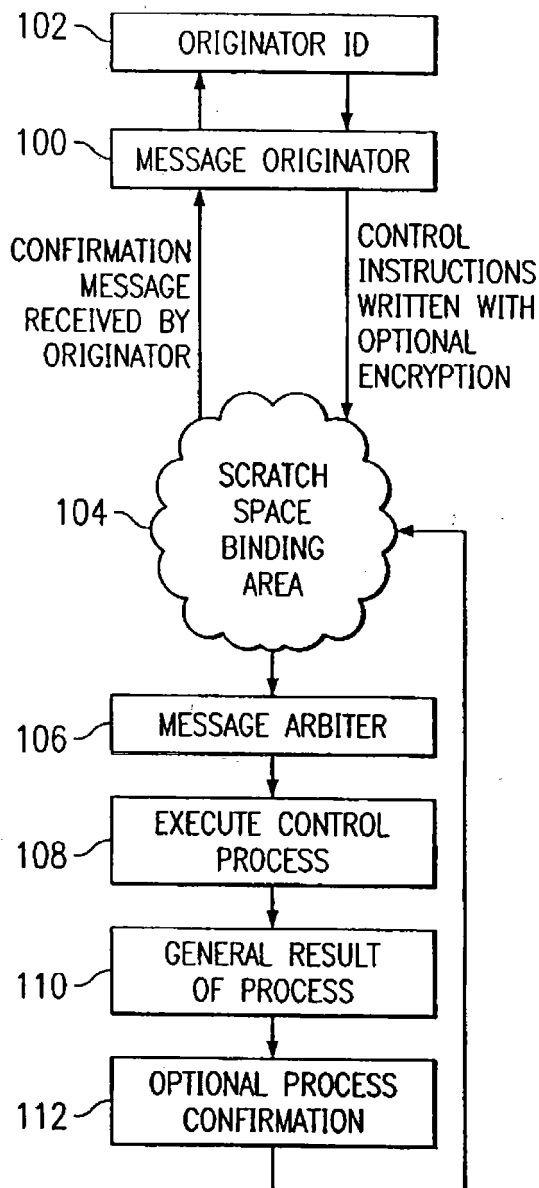 102
ORIGINATOR ID
100
MESSAGE ORIGINATOR
CONFIRMATION
MESSAGE
RECEIVED BY
ORIGINATOR
CONTROL
INSTRUCTIONS
WRITTEN WITH
OPTIONAL
ENCRYPTION
104
SCRATCH
SPACE
BINDING
AREA
106
MESSAGE ARBITER
108
EXECUTE CONTROL
PROCESS
110
GENERAL RESULT
OF PROCESS
112
OPTIONAL PROCESS
CONFIRMATION